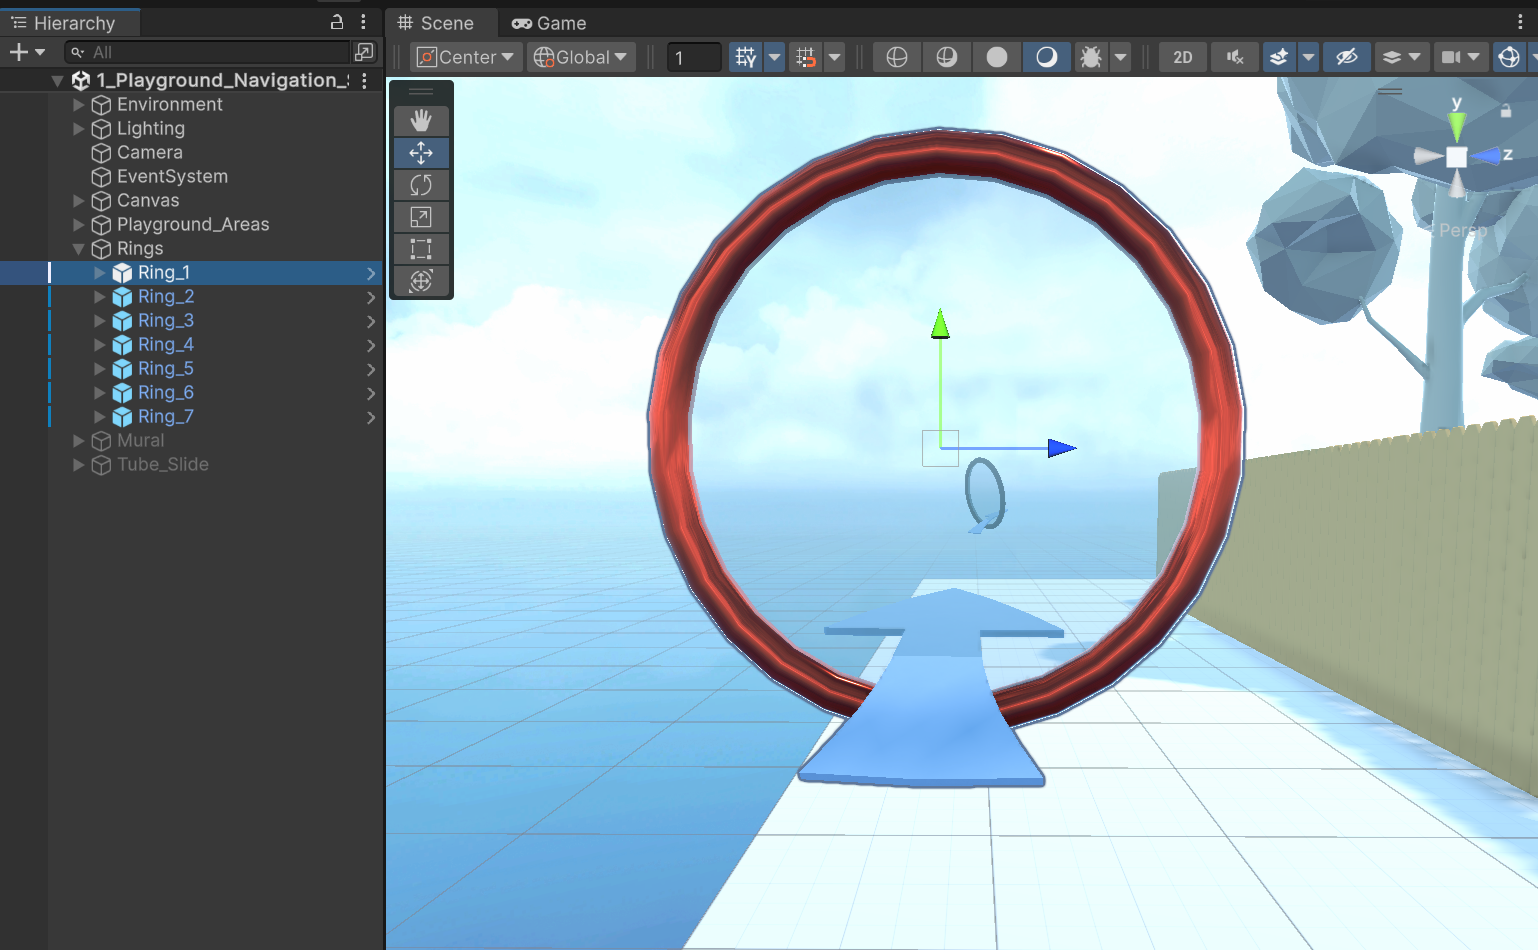 Hierarchy
Scene
Game
All
Center
Global
1
2D
1_Playground_Navigation_
Environment
Lighting
Camera
EventSystem
Canvas
Playground_Areas
Rings
Ring_1
Ring_2
Ring_3
Ring_4
Ring_5
Ring_6
Ring_7
Mural
Tube_Slide
y
z
Persp